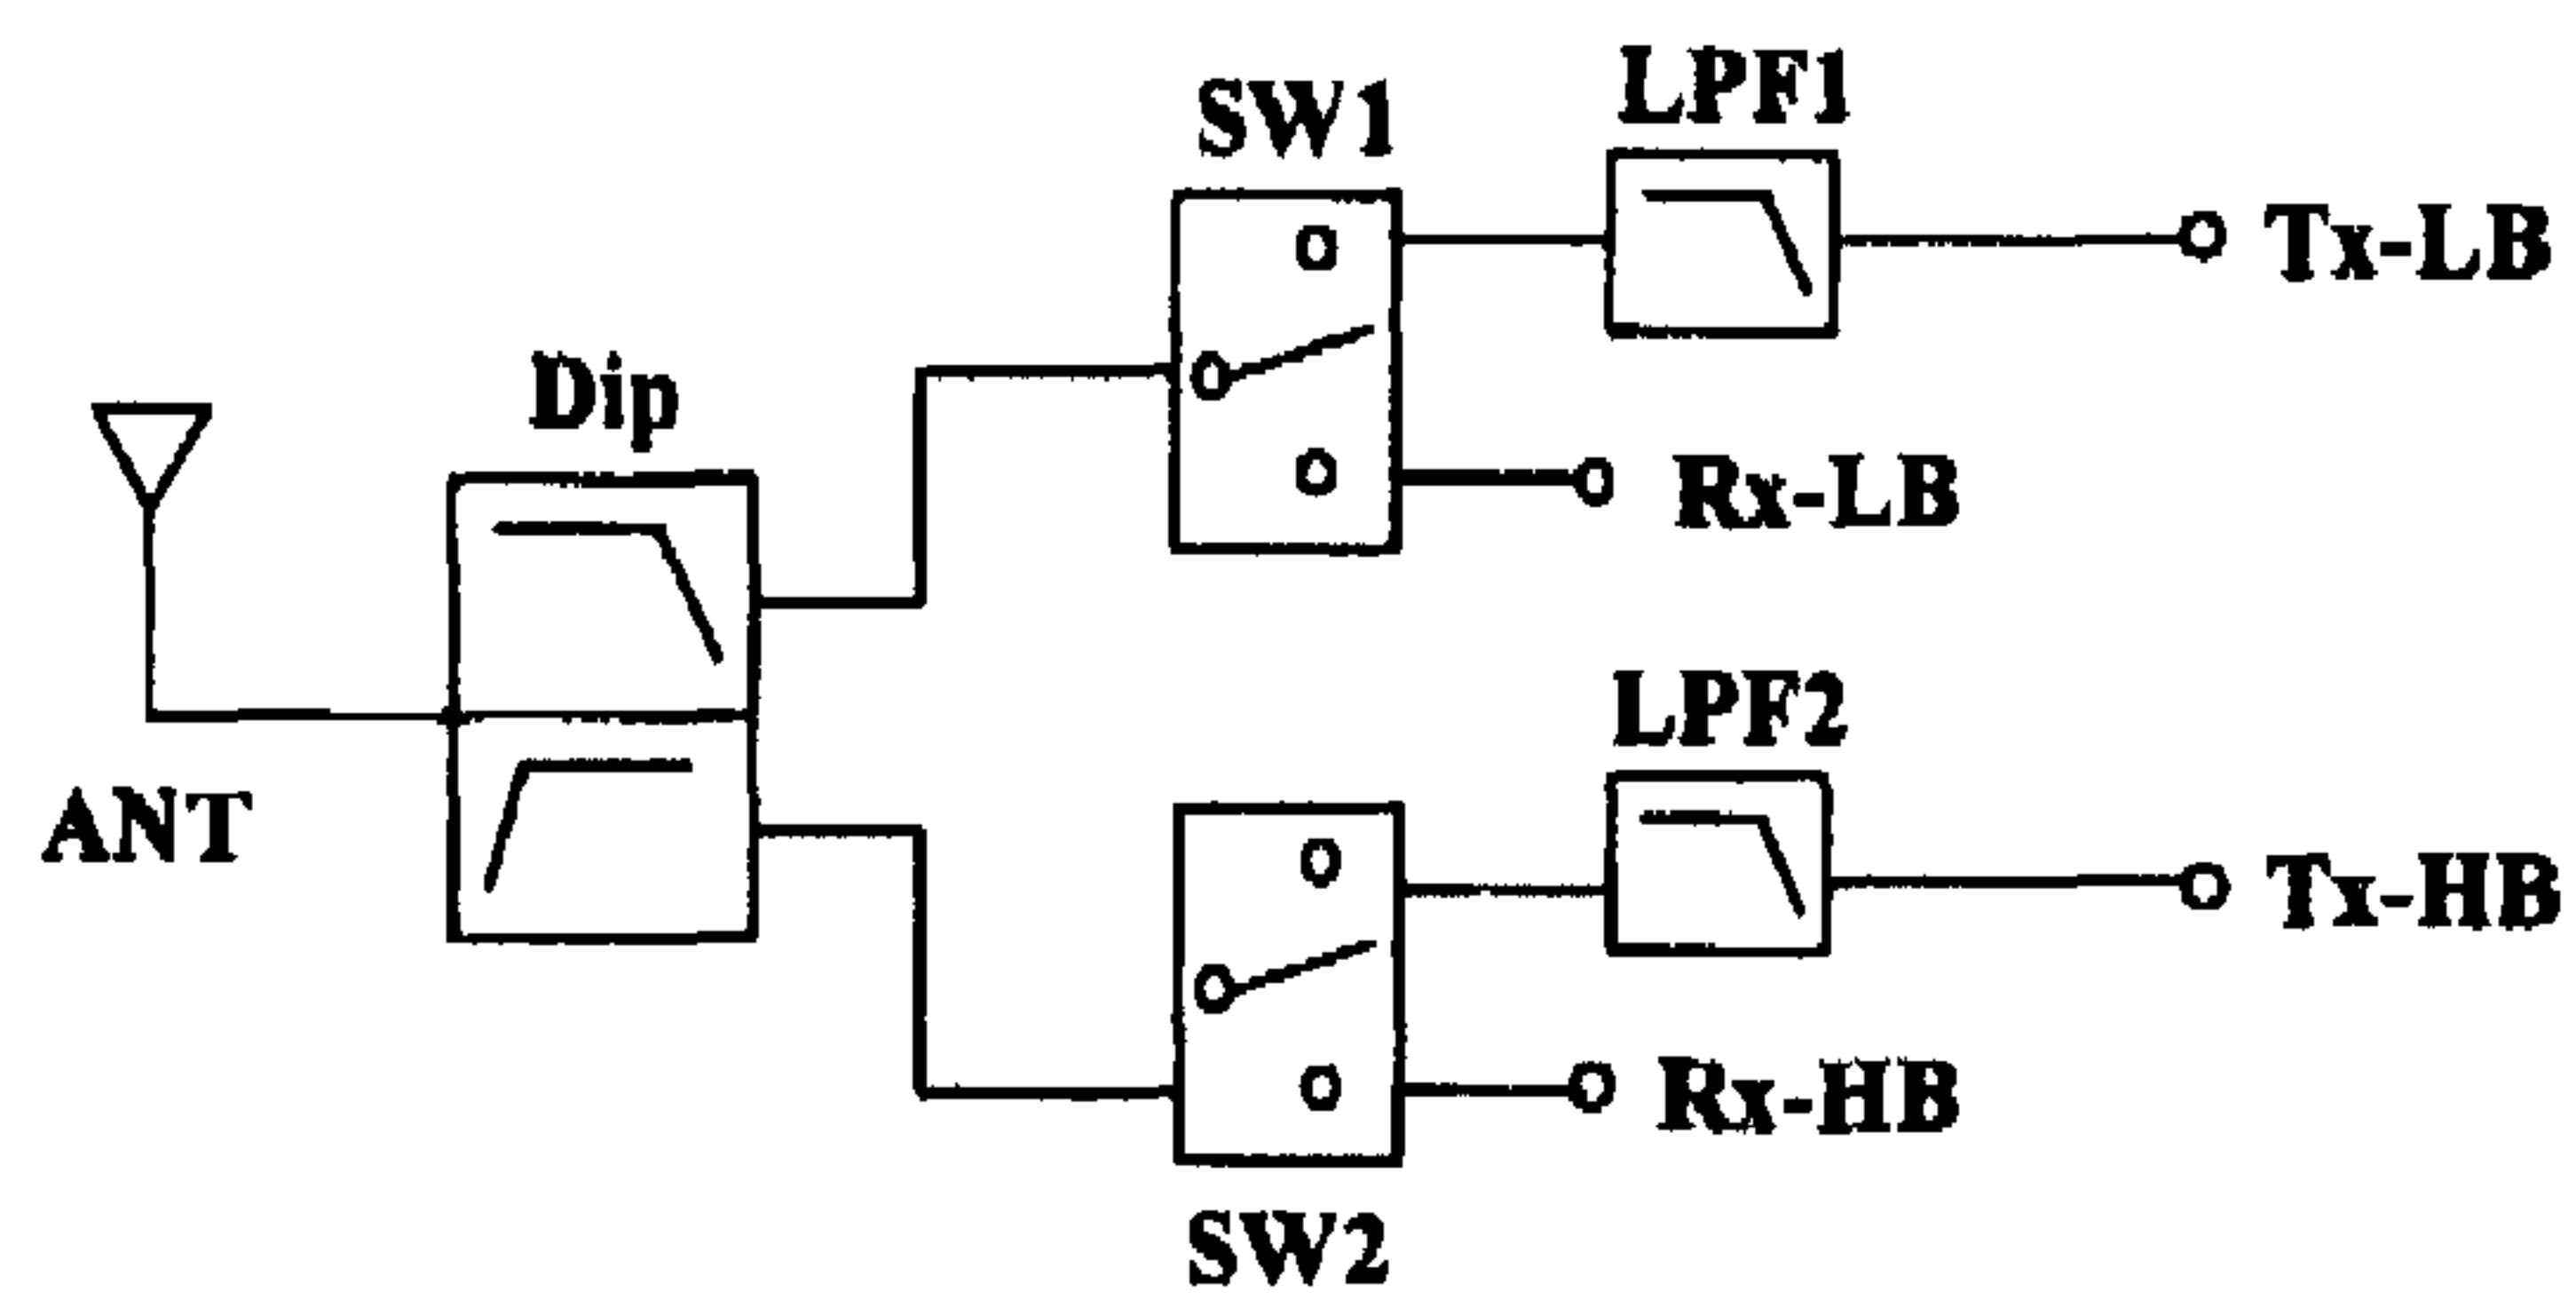 LPF1
SW1
Tx-LB
Dip
Rx-LB
LPF2
ANT
Tx-HB
Rx-HB
SW2